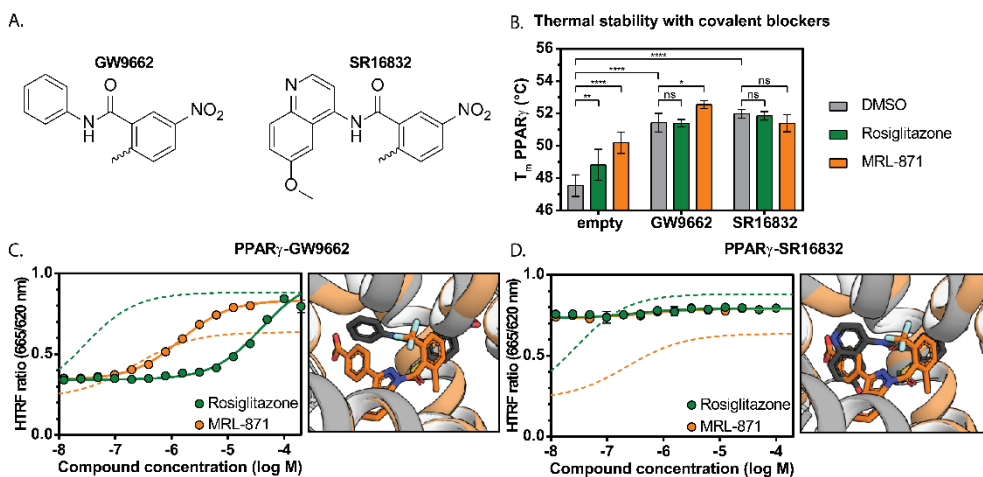 A.
GW9662
O
N
H
NO2
SR16832
N
O
N
H
NO2
O
B. Thermal stability with covalent blockers
Tm PPARγ (°C)
56
54
52
50
48
46
****
****
****
**
ns
*
ns
ns
empty
GW9662
SR16832
DMSO
Rosiglitazone
MRL-871
C.
PPARγ-GW9662
HTRF ratio (665/620 nm)
1.0
0.5
0.0
-8
-7
-6
-5
-4
Rosiglitazone
MRL-871
Compound concentration (log M)
D.
PPARγ-SR16832
HTRF ratio (665/620 nm)
1.0
0.5
0.0
-8
-7
-6
-5
-4
Rosiglitazone
MRL-871
Compound concentration (log M)